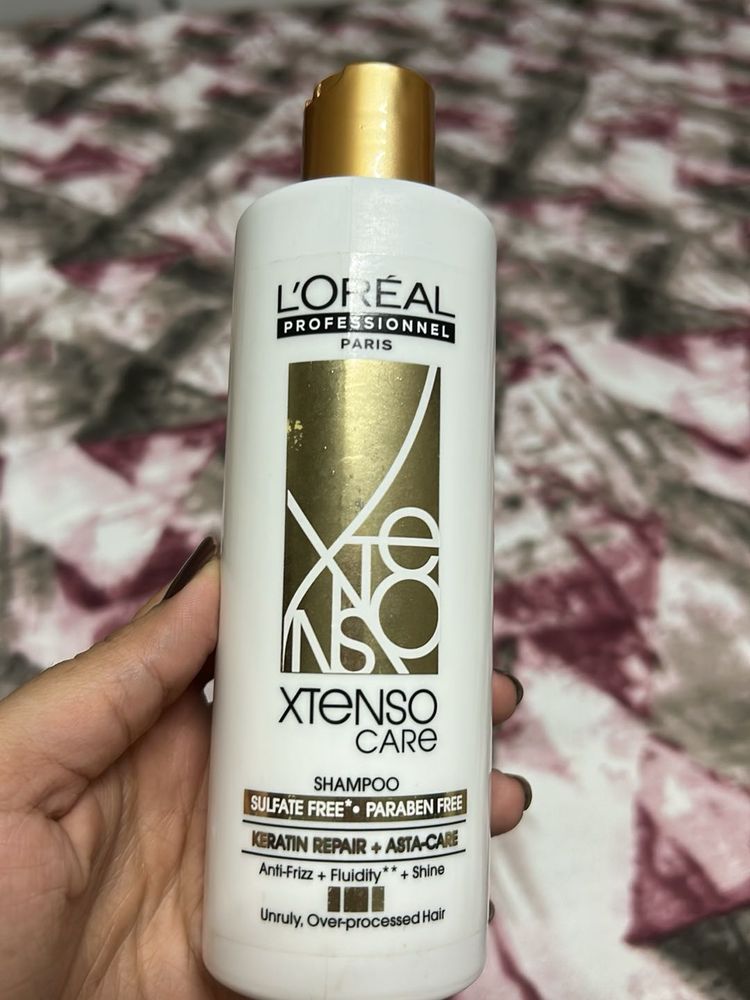 L'ORÉAL
PROFESSIONNEL
PARIS
XTeNSO
XTeNSO
CARe
SHAMPOO
SULFATE FREE*• PARABEN FREE
KERATIN REPAIR + ASTA-CARE
Anti-Frizz + Fluidity** + Shine
Unruly, Over-processed Hair